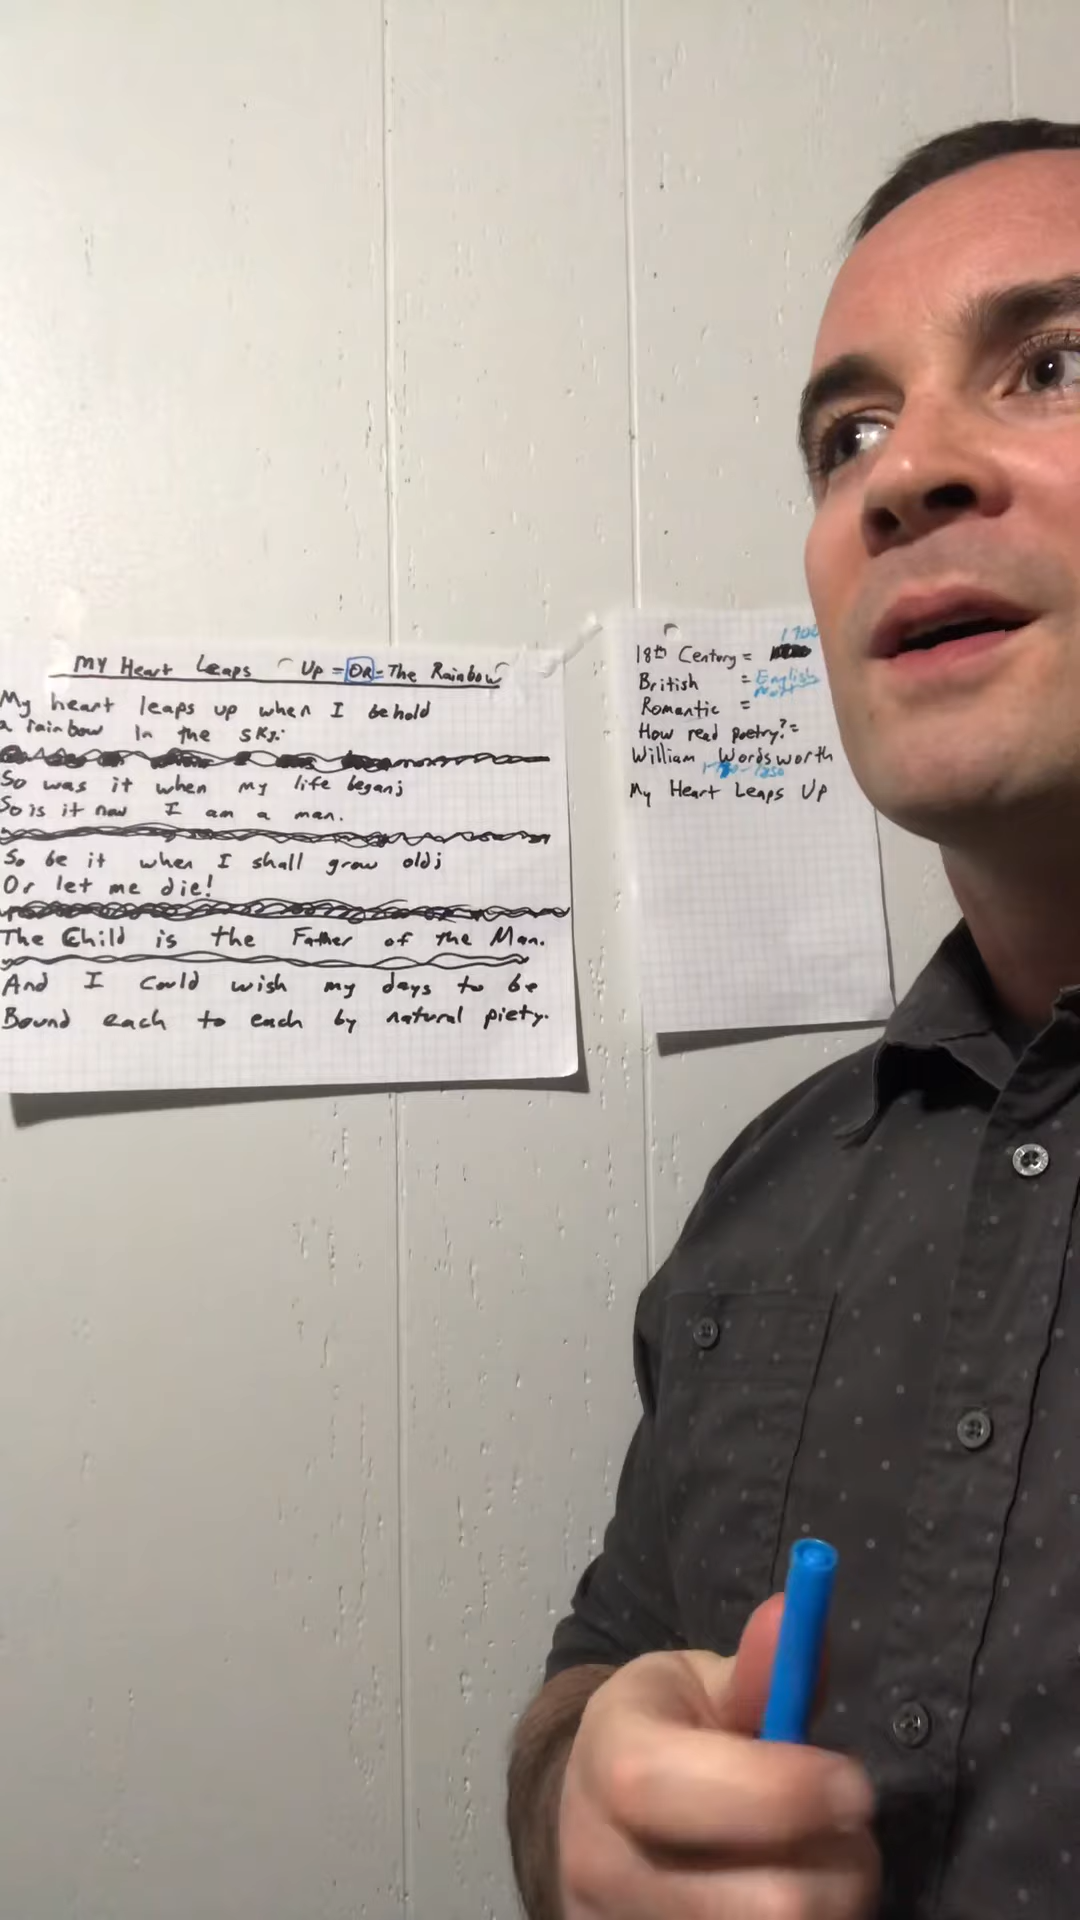 My Heart Leaps Up = OR = The Rainbow
My heart leaps up when I behold
a rainbow in the sky:
So was it when my life began;
So is it now I am a man.
So be it when I shall grow old;
Or let me die!
The Child is the Father of the Man.
And I could wish my days to be
Bound each to each by natural piety.
1700
18th Century =
British = English
Romantic =
How read poetry? =
William Wordsworth
1850
My Heart Leaps Up